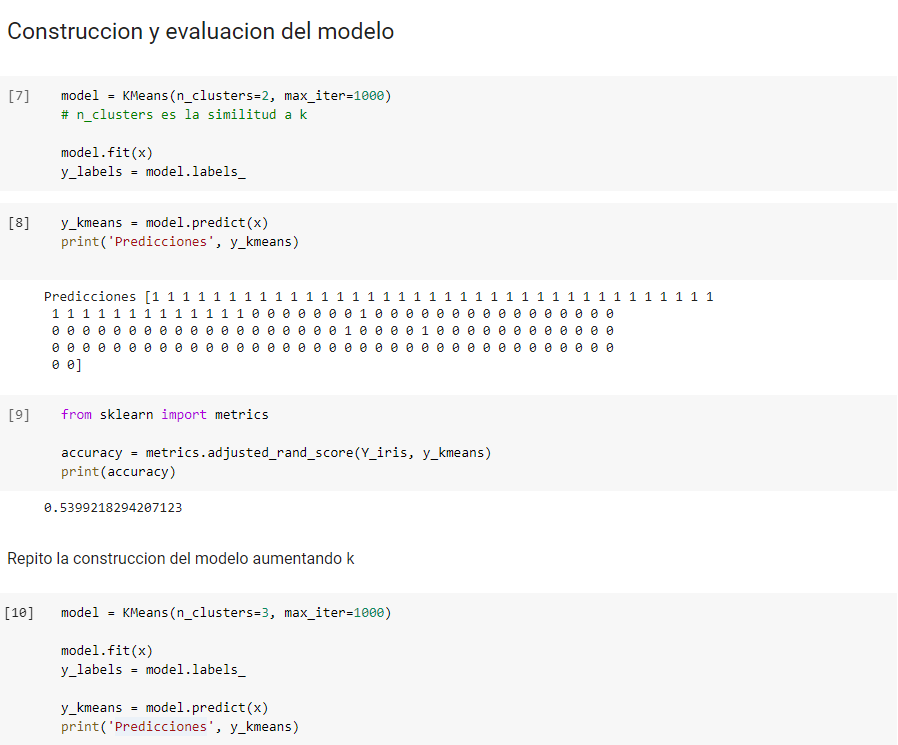 Construccion y evaluacion del modelo
[7] model = KMeans(n_clusters=2, max_iter=1000)
# n_clusters es la similitud a k
model.fit(x)
y_labels = model.labels_
[8] y_kmeans = model.predict(x)
print('Predicciones', y_kmeans)
Predicciones [1 1 1 1 1 1 1 1 1 1 1 1 1 1 1 1 1 1 1 1 1 1 1 1 1 1 1 1 1 1 1 1 1 1 1 1 1
1 1 1 1 1 1 1 1 1 1 1 1 1 0 0 0 0 0 0 0 1 0 0 0 0 0 0 0 0 0 0 0 0 0 0 0 0
0 0 0 0 0 0 0 0 0 0 0 0 0 0 0 0 0 0 0 1 0 0 0 0 1 0 0 0 0 0 0 0 0 0 0 0 0
0 0 0 0 0 0 0 0 0 0 0 0 0 0 0 0 0 0 0 0 0 0 0 0 0 0 0 0 0 0 0 0 0 0 0 0 0
0 0]
[9] from sklearn import metrics
accuracy = metrics.adjusted_rand_score(Y_iris, y_kmeans)
print(accuracy)
0.5399218294207123
Repito la construccion del modelo aumentando k
[10] model = KMeans(n_clusters=3, max_iter=1000)
model.fit(x)
y_labels = model.labels_
y_kmeans = model.predict(x)
print('Predicciones', y_kmeans)